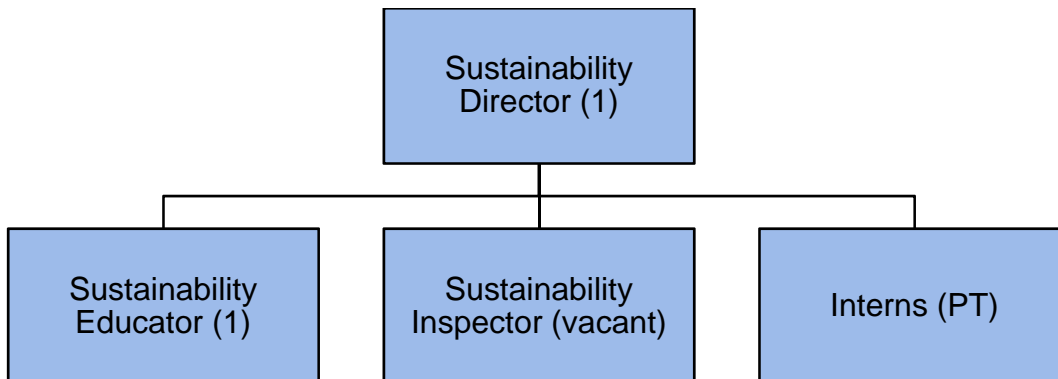 Sustainability
Director (1)
Sustainability
Educator (1)
Sustainability
Inspector (vacant)
Interns (PT)